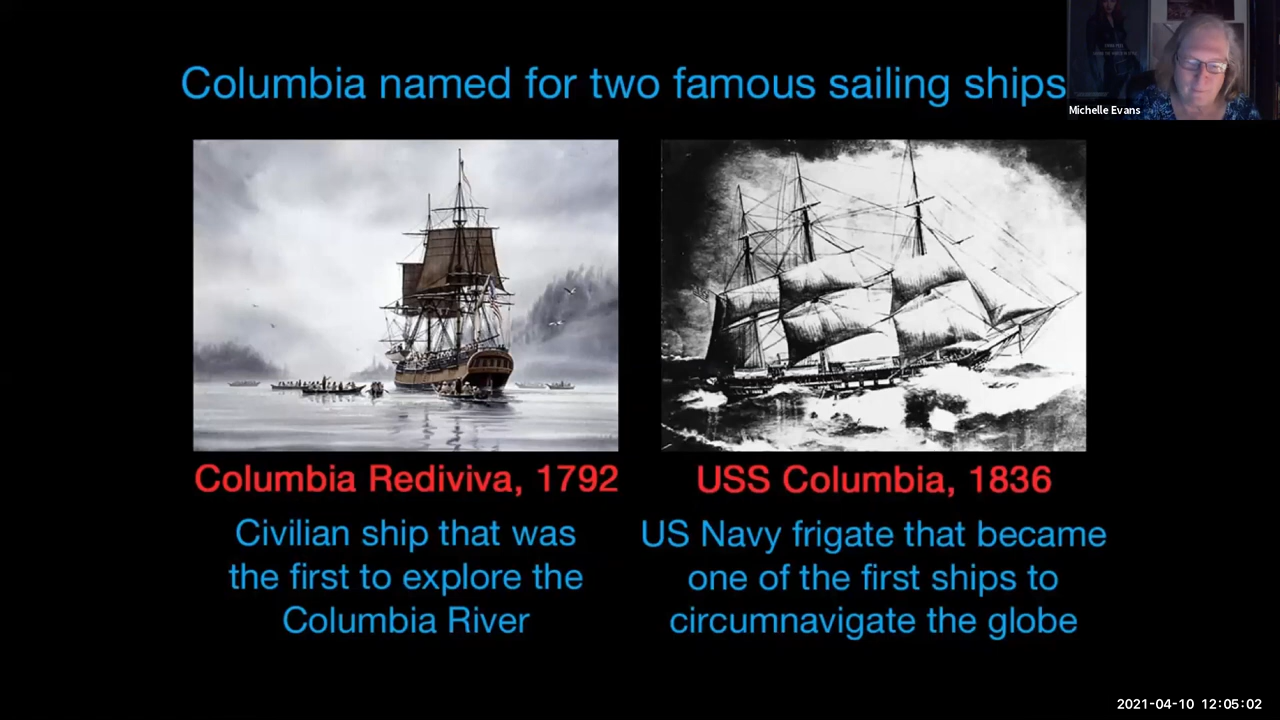 Columbia named for two famous sailing ships
Michelle Evans
Columbia Rediviva, 1792
Civilian ship that was
the first to explore the
Columbia River
USS Columbia, 1836
US Navy frigate that became
one of the first ships to
circumnavigate the globe
2021-04-10 12:05:02